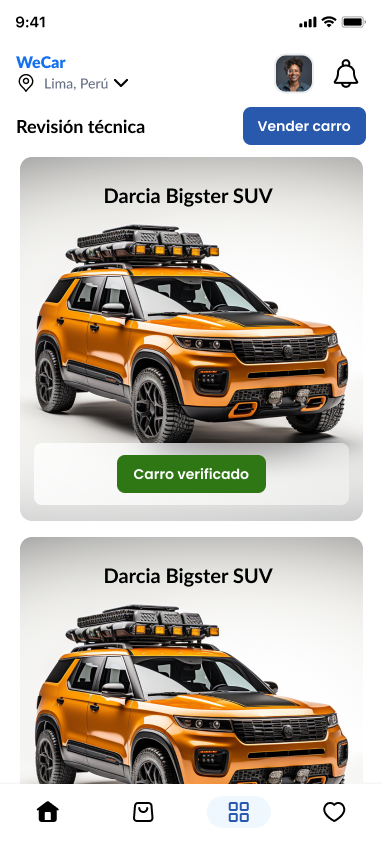 9:41
WeCar
Lima, Perú
Revisión técnica
Vender carro
Darcia Bigster SUV
Carro verificado
Darcia Bigster SUV